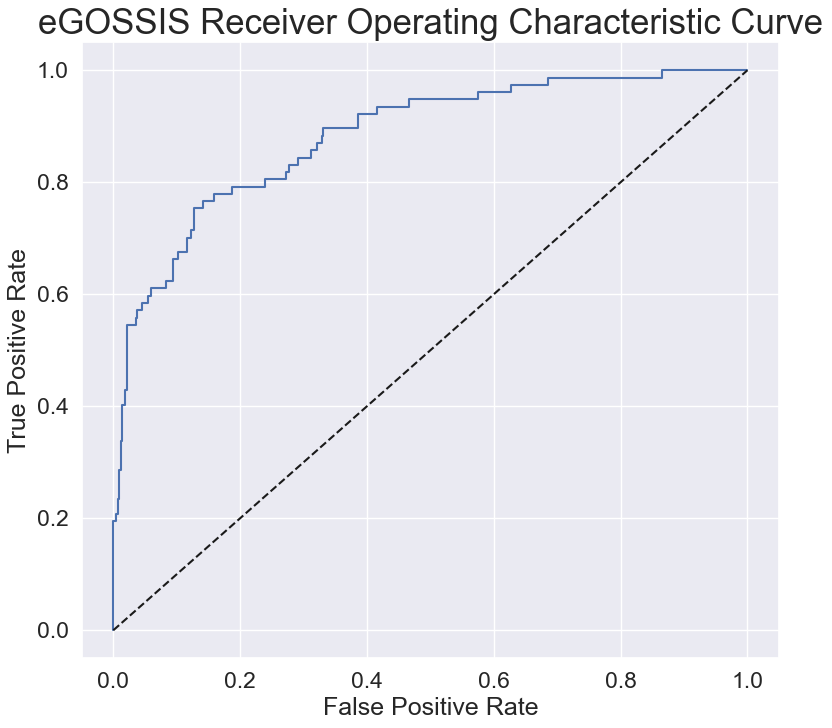 eGOSSIS Receiver Operating Characteristic Curve
True Positive Rate
1.0
0.8
0.6
0.4
0.2
0.0
0.0 0.2 0.4 0.6 0.8 1.0
False Positive Rate